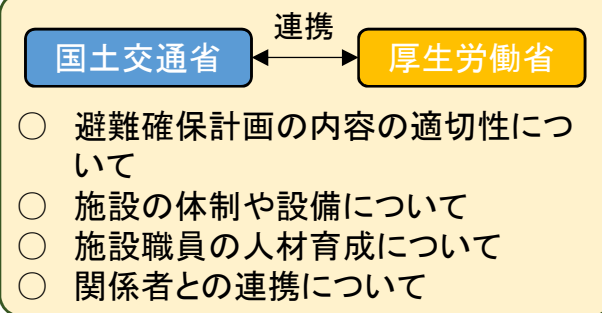 連携
国土交通省 厚生労働省
○ 避難確保計画の内容の適切性につ
いて
○ 施設の体制や設備について
○ 施設職員の人材育成について
○ 関係者との連携について